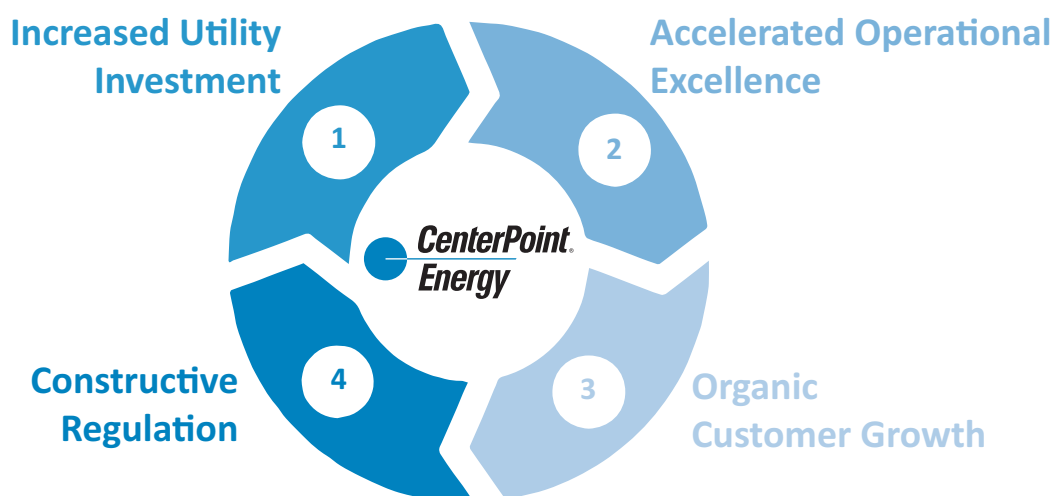 Increased Utility
Investment
1
Accelerated Operational
Excellence
2
CenterPoint®
Energy
Organic
Customer Growth
3
Constructive
Regulation
4